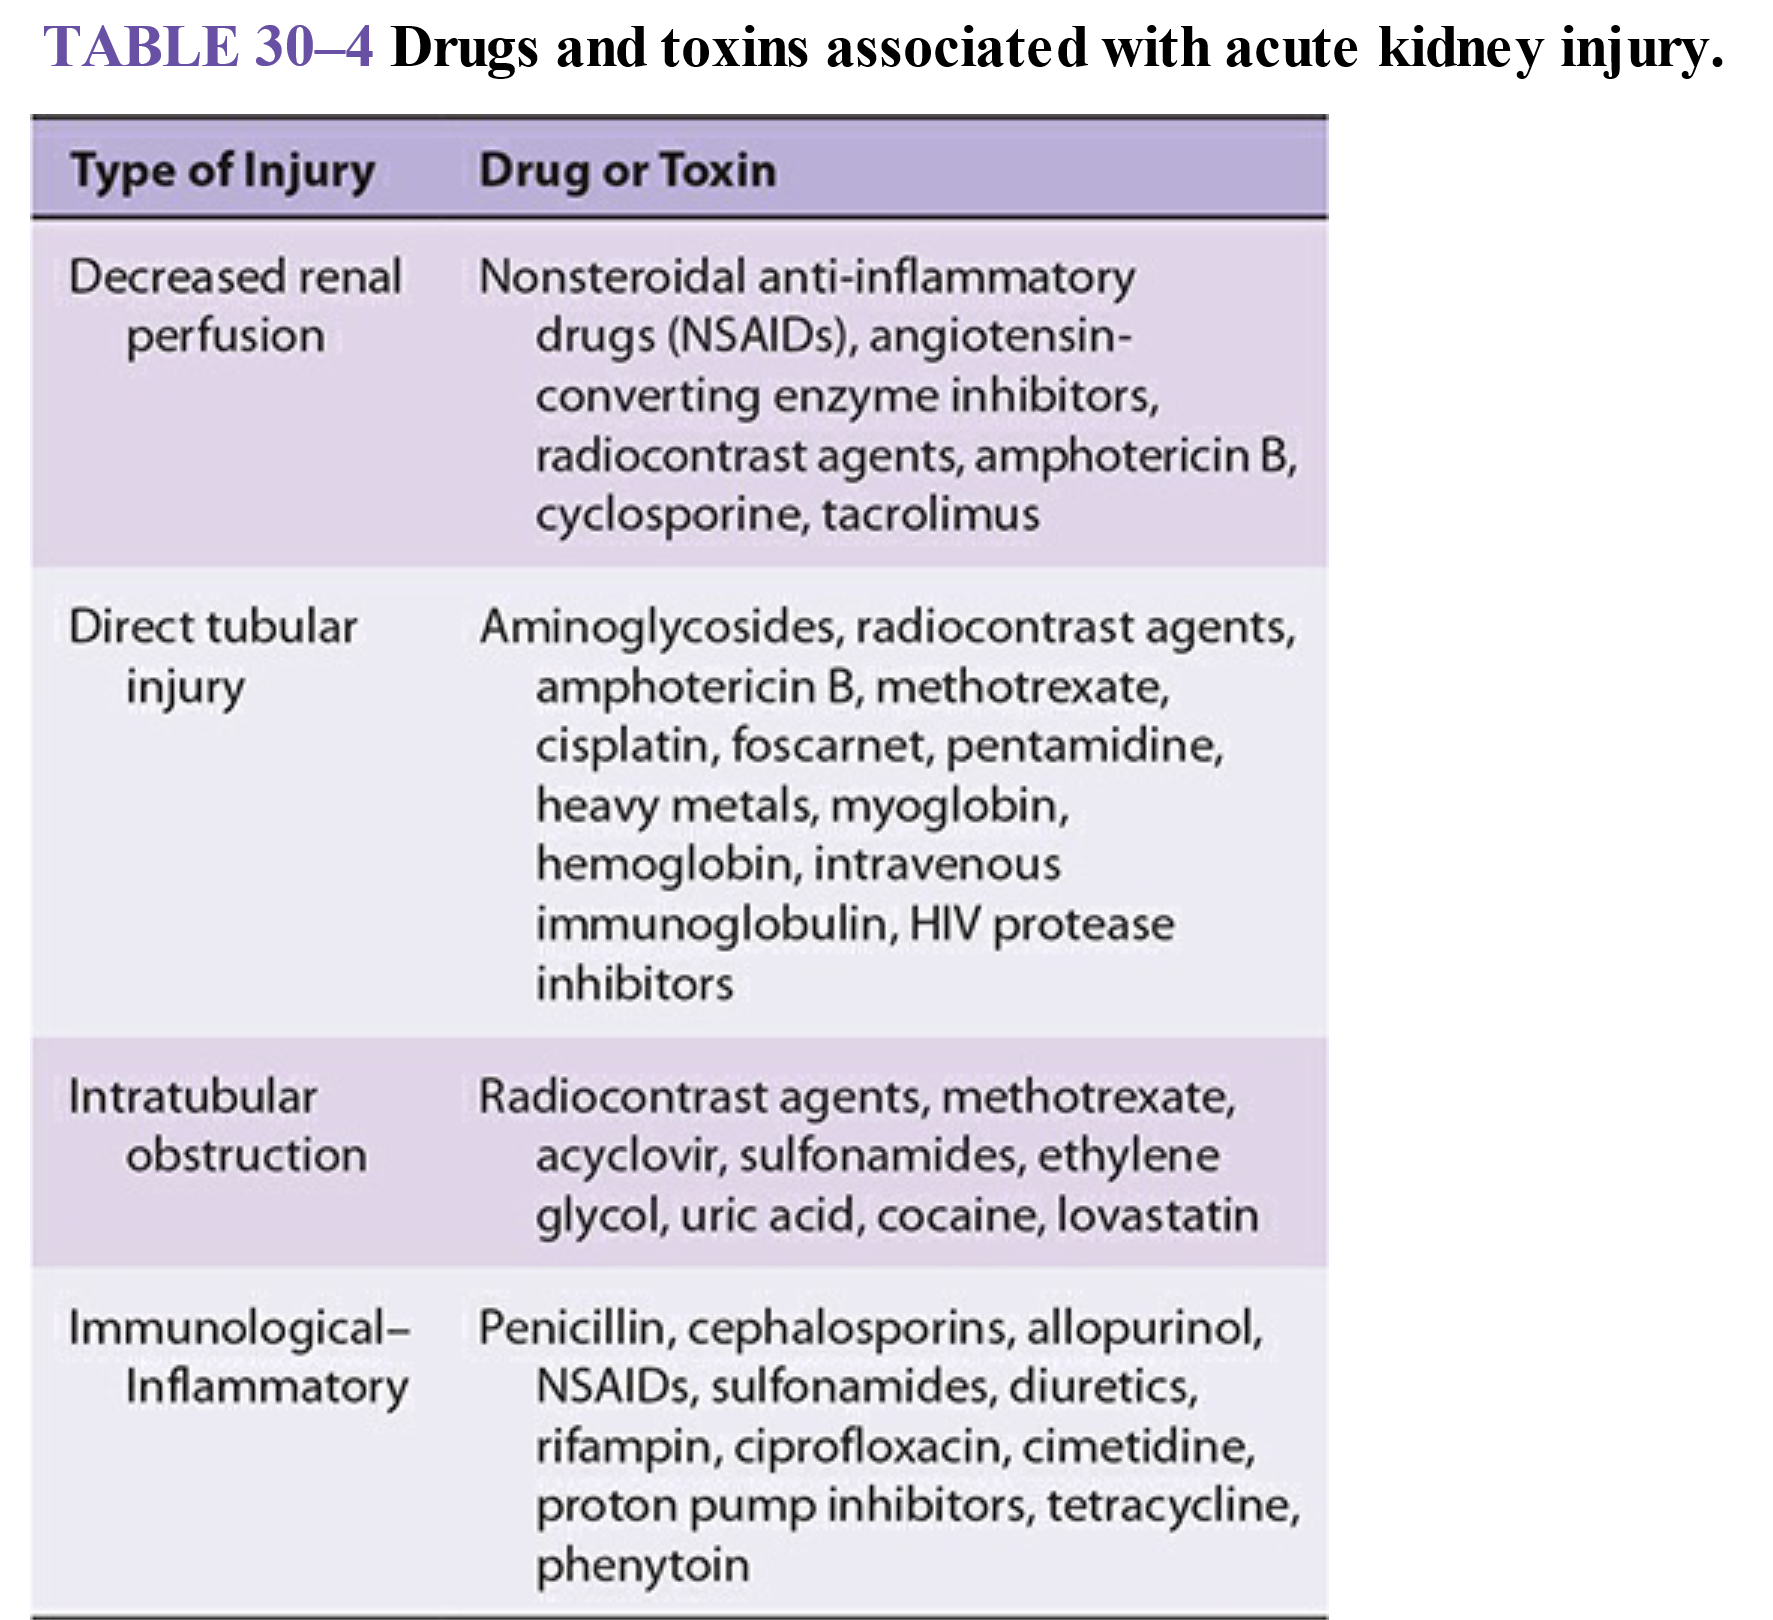 TABLE 30–4 Drugs and toxins associated with acute kidney injury.
Type of Injury Drug or Toxin
Decreased renal perfusion
Nonsteroidal anti-inflammatory
drugs (NSAIDs), angiotensin-
converting enzyme inhibitors,
radiocontrast agents, amphotericin B,
cyclosporine, tacrolimus
Direct tubular
injury
Aminoglycosides, radiocontrast agents,
amphotericin B, methotrexate,
cisplatin, foscarnet, pentamidine,
heavy metals, myoglobin,
hemoglobin, intravenous
immunoglobulin, HIV protease
inhibitors
Intratubular
obstruction
Radiocontrast agents, methotrexate,
acyclovir, sulfonamides, ethylene
glycol, uric acid, cocaine, lovastatin
Immunological–
Inflammatory
Penicillin, cephalosporins, allopurinol,
NSAIDs, sulfonamides, diuretics,
rifampin, ciprofloxacin, cimetidine,
proton pump inhibitors, tetracycline,
phenytoin